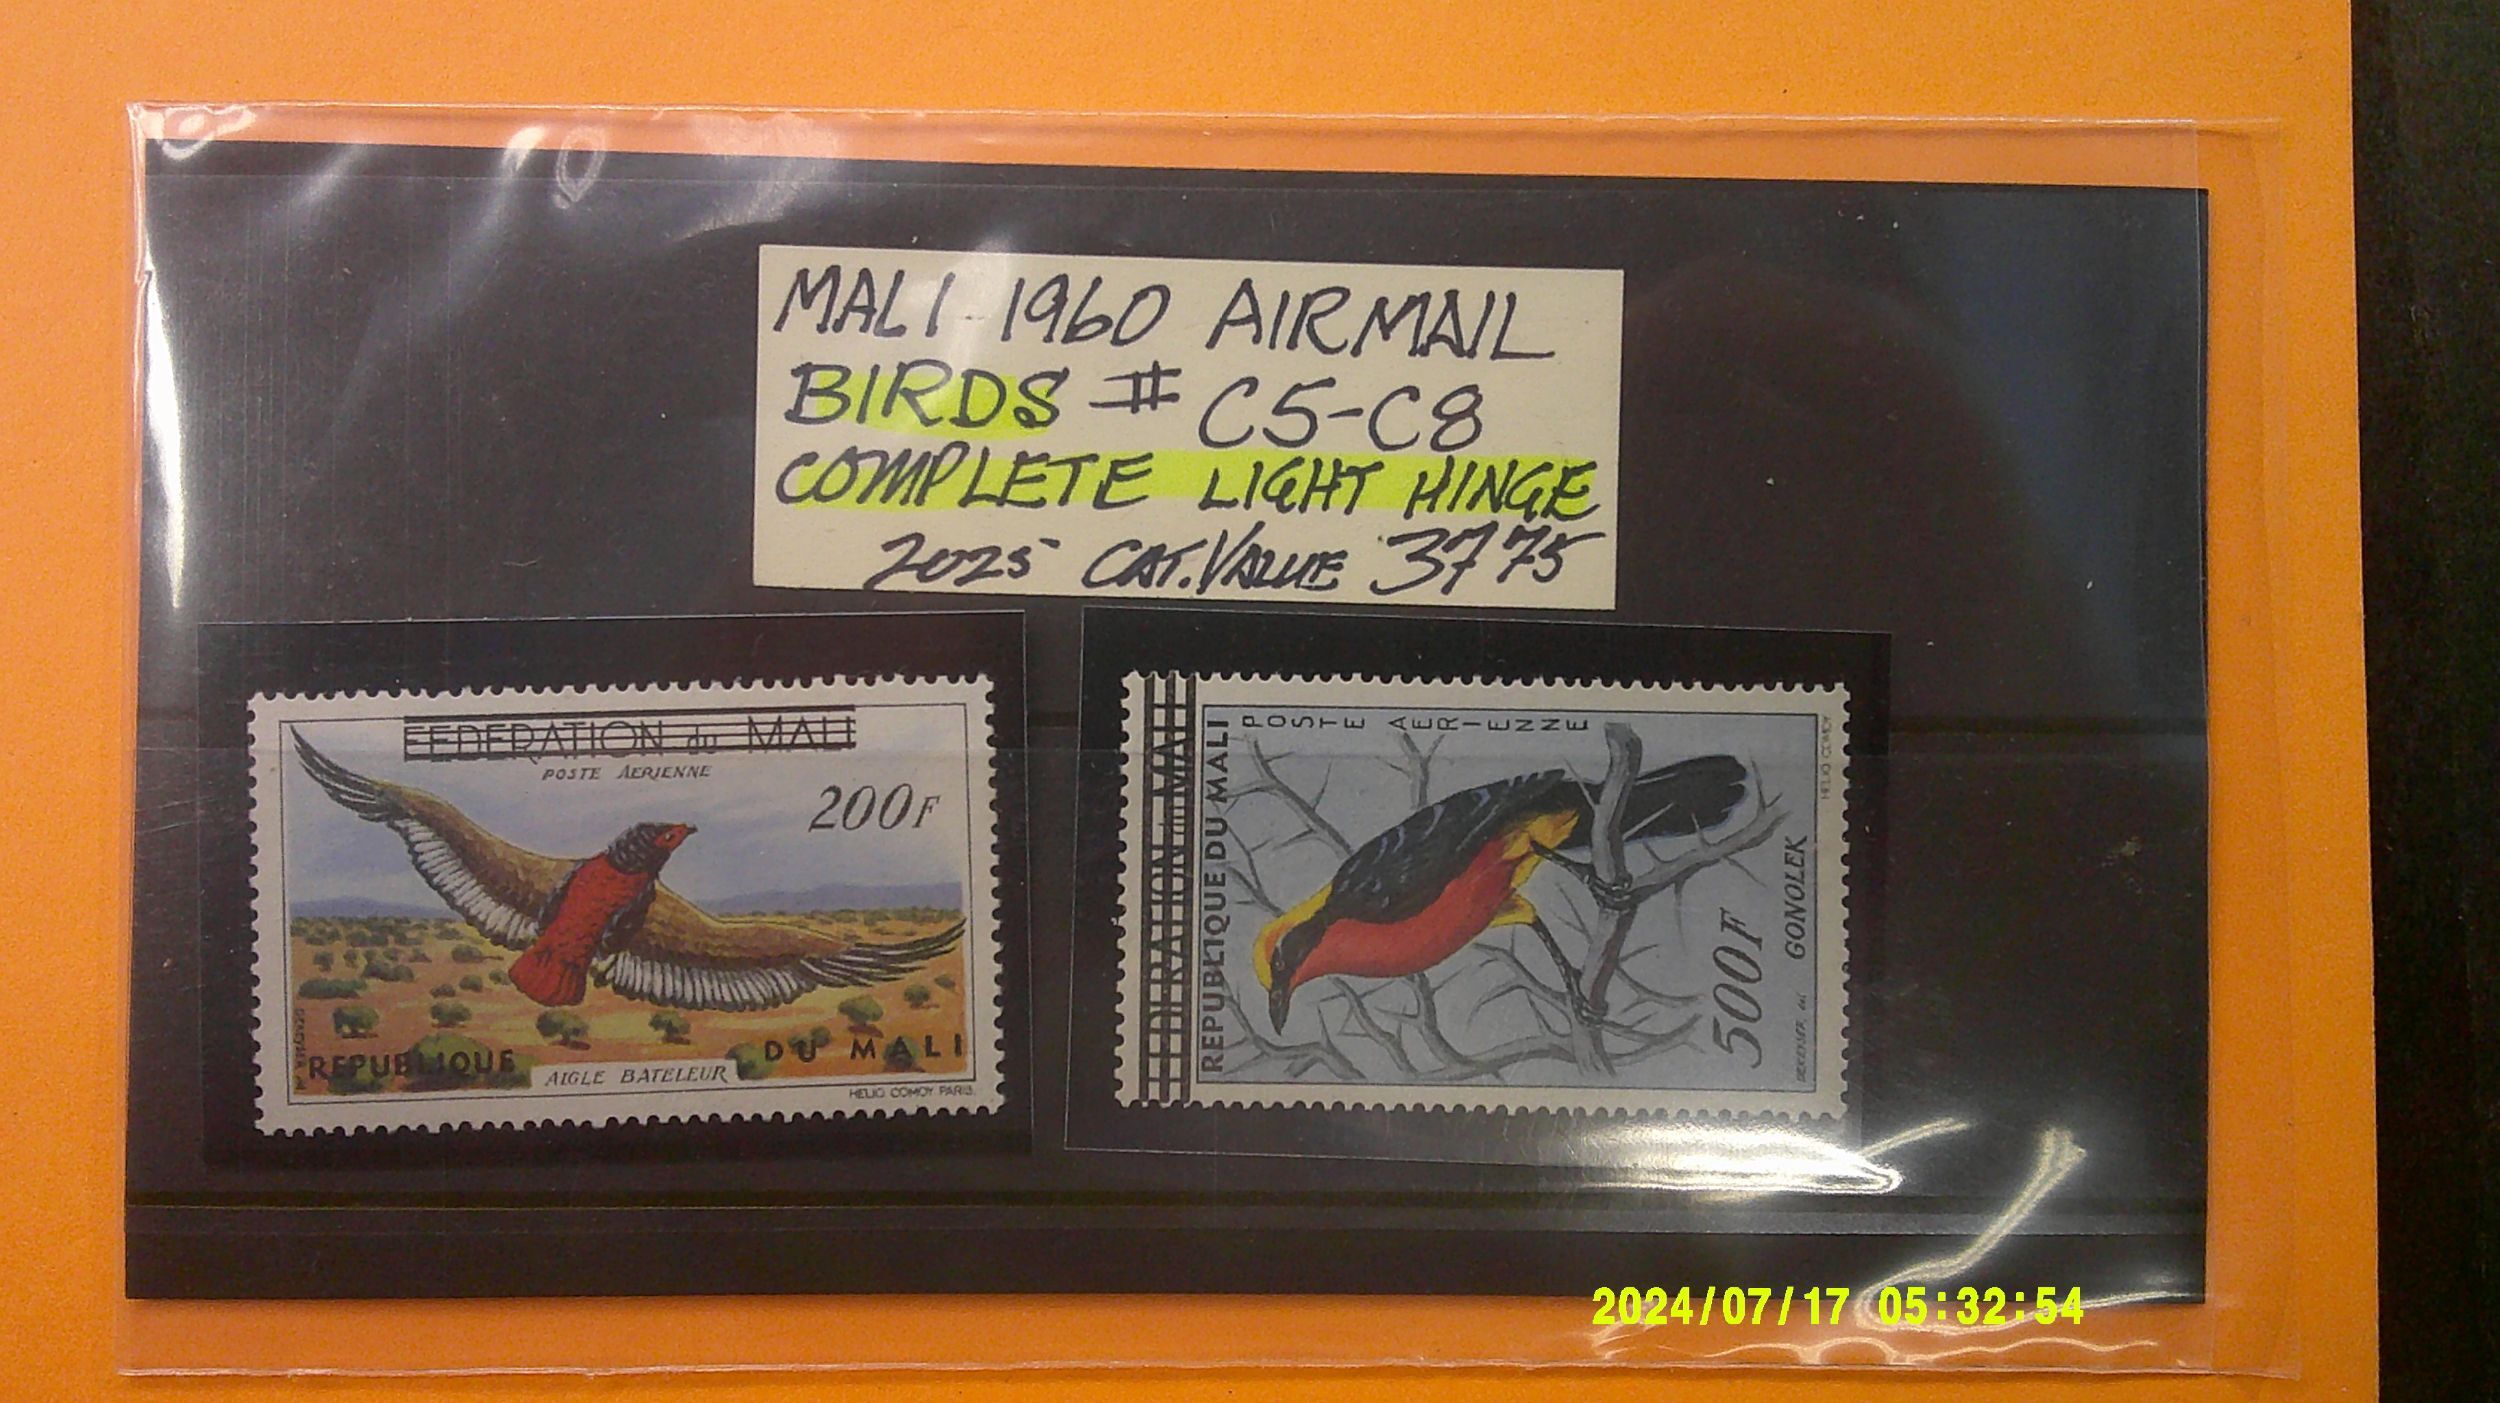 MALI 1960 AIRMAIL
BIRDS # C5-C8
COMPLETE LIGHT HINGE
2025 CAT. VALUE 37 75
FEDERATION du MALI
POSTE AERIENNE
200F
REPUBLIQUE DU MALI
AIGLE BATELEUR
HELIO COMOY PARIS
FEDERATION du MALI
REPUBLIQUE DU MALI
POSTE AERIENNE
HELIO COMOY
GONOLEK
500F
DEKEYSER del
2024/07/17 05:32:54